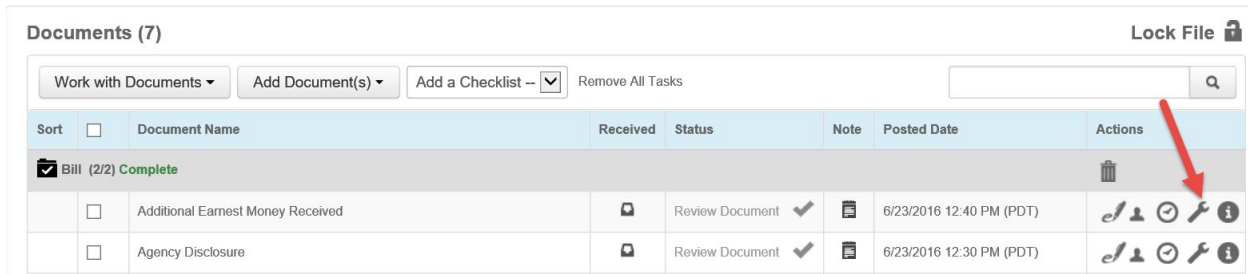 Documents (7) Lock File
Work with Documents Add Document(s) Add a Checklist -- Remove All Tasks
Sort Document Name Received Status Note Posted Date Actions
Bill (2/2) Complete
Additional Earnest Money Received Review Document 6/23/2016 12:40 PM (PDT)
Agency Disclosure Review Document 6/23/2016 12:30 PM (PDT)